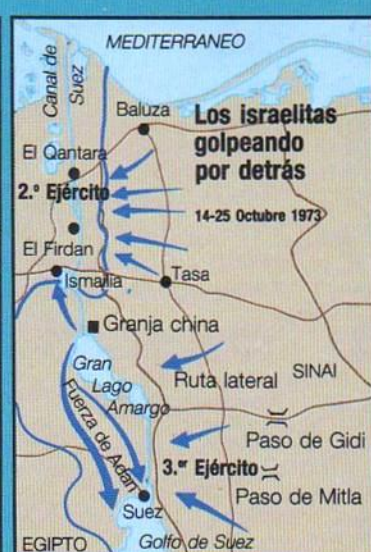 MEDITERRANEO
Canal de
Suez
Baluza
Los israelitas
golpeando
por detrás
14-25 Octubre 1973
El Qantara
2.º Ejército
El Firdan
Ismailia
Tasa
Granja china
Gran
Lago
Amargo
Ruta lateral
SINAI
Fuerza de Adan
Paso de Gidi
3.er Ejército
Paso de Mitla
Suez
EGIPTO
Golfo de Suez